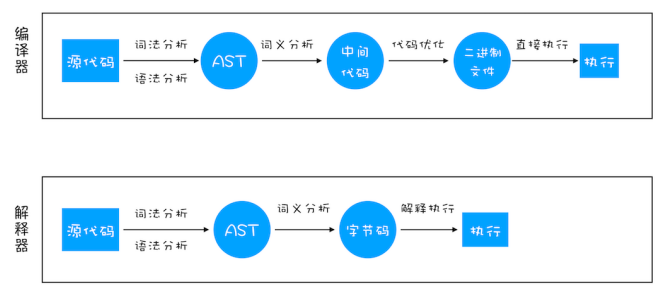 编译器
源代码
词法分析
语法分析
AST
词义分析
中间
代码
代码优化
二进制
文件
直接执行
执行
解释器
源代码
词法分析
语法分析
AST
词义分析
字节码
解释执行
执行